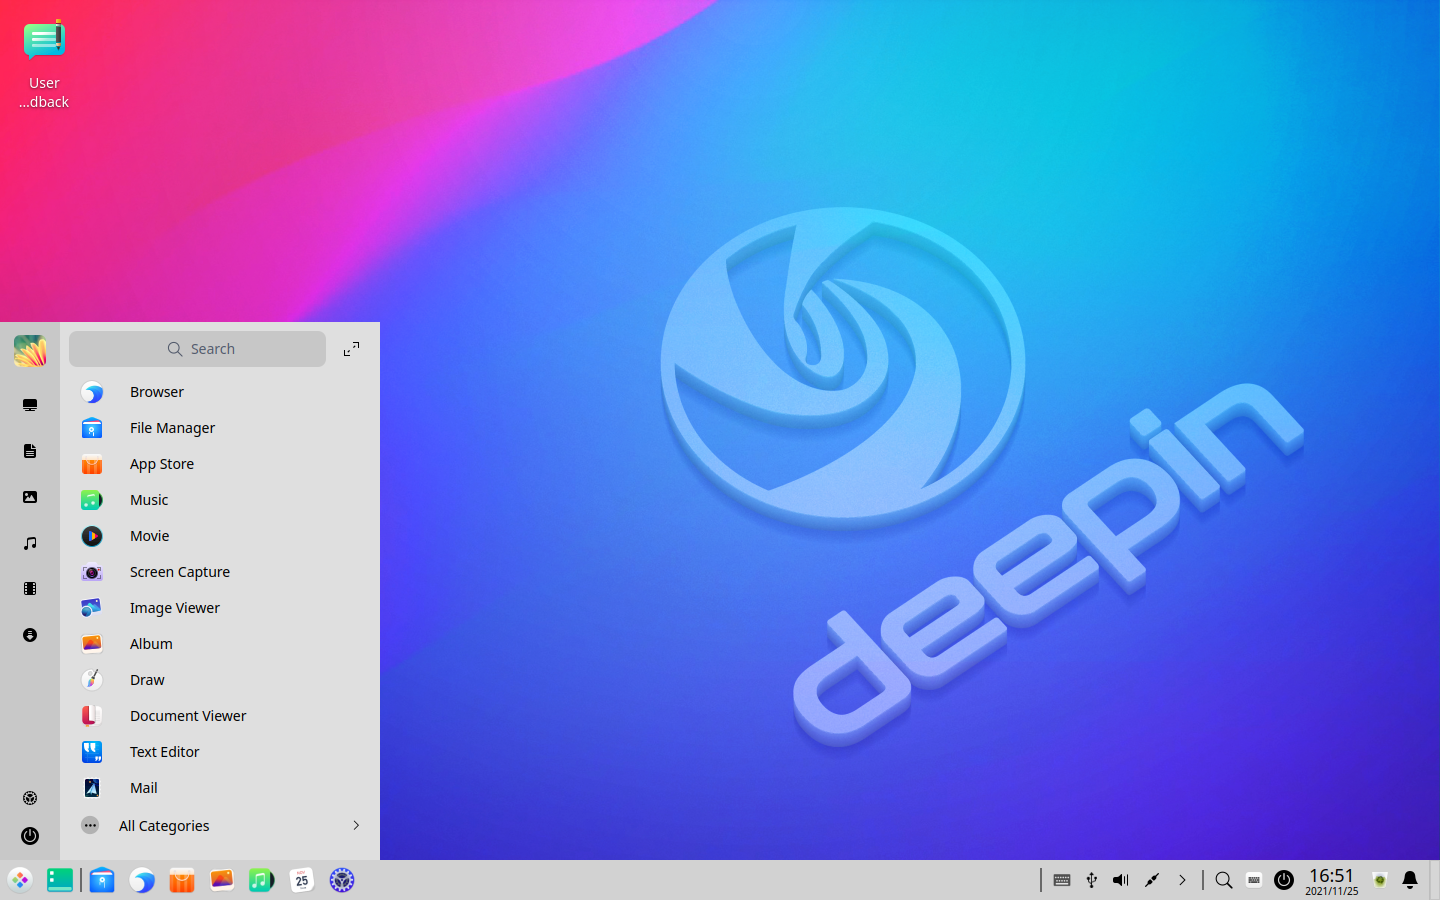 User
...dback
deepin
Search
Browser
File Manager
App Store
Music
Movie
Screen Capture
Image Viewer
Album
Draw
Document Viewer
Text Editor
Mail
All Categories
NOV
25
16:51
2021/11/25